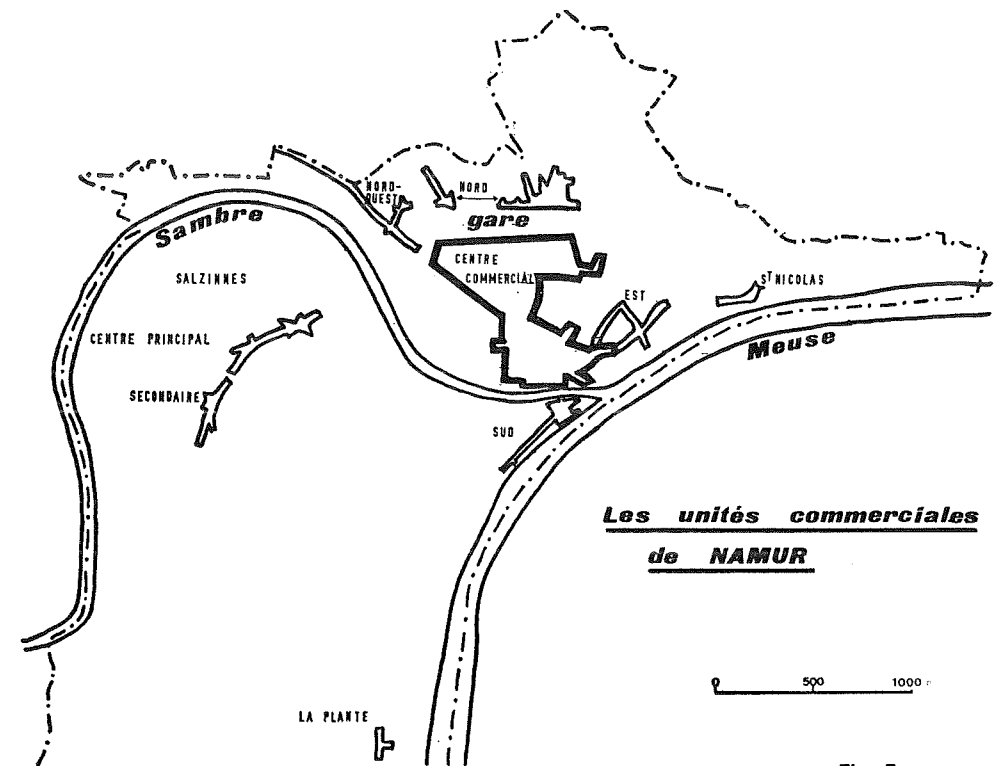 NORD-
OUEST
NORD
gare
Sambre
CENTRE
COMMERCIAL
SALZINNES
EST
ST NICOLAS
CENTRE PRINCIPAL
Meuse
SECONDAIRE
SUD
Les unités commerciales
de NAMUR
0 500 1000
LA PLANTE